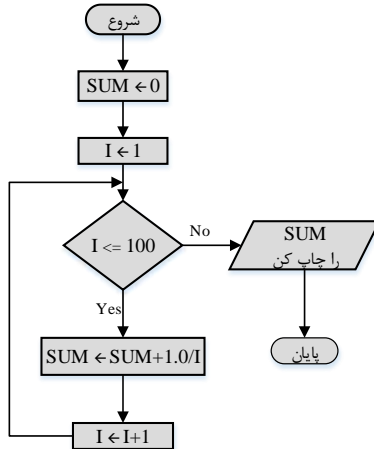 شروع
SUM ← 0
I ← 1
I <= 100
No
SUM
را چاپ کن
Yes
SUM ← SUM+1.0/I
پایان
I ← I+1